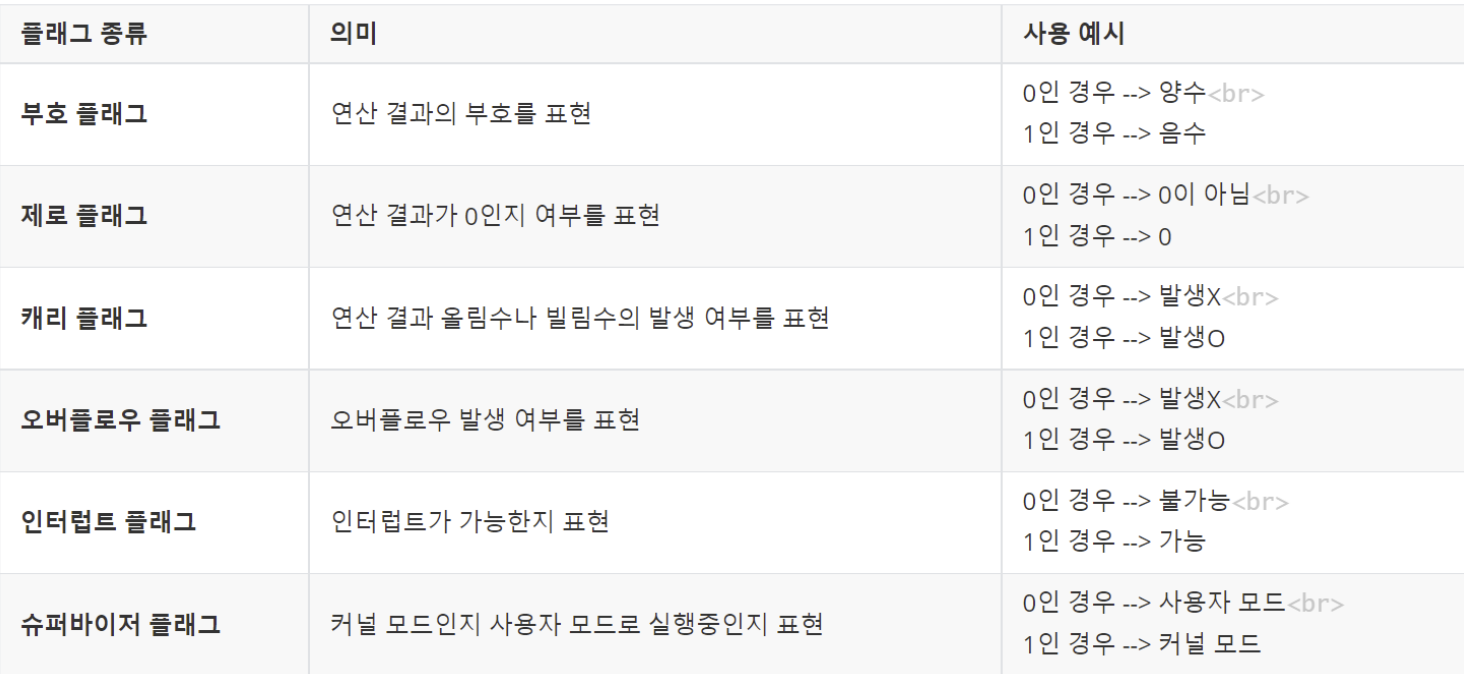 플래그 종류 의미 사용 예시
부호 플래그 연산 결과의 부호를 표현 0인 경우 --> 양수<br>
1인 경우 --> 음수
제로 플래그 연산 결과가 0인지 여부를 표현 0인 경우 --> 0이 아님<br>
1인 경우 --> 0
캐리 플래그 연산 결과 올림수나 빌림수의 발생 여부를 표현 0인 경우 --> 발생X<br>
1인 경우 --> 발생O
오버플로우 플래그 오버플로우 발생 여부를 표현 0인 경우 --> 발생X<br>
1인 경우 --> 발생O
인터럽트 플래그 인터럽트가 가능한지 표현 0인 경우 --> 불가능<br>
1인 경우 --> 가능
슈퍼바이저 플래그 커널 모드인지 사용자 모드로 실행중인지 표현 0인 경우 --> 사용자 모드<br>
1인 경우 --> 커널 모드